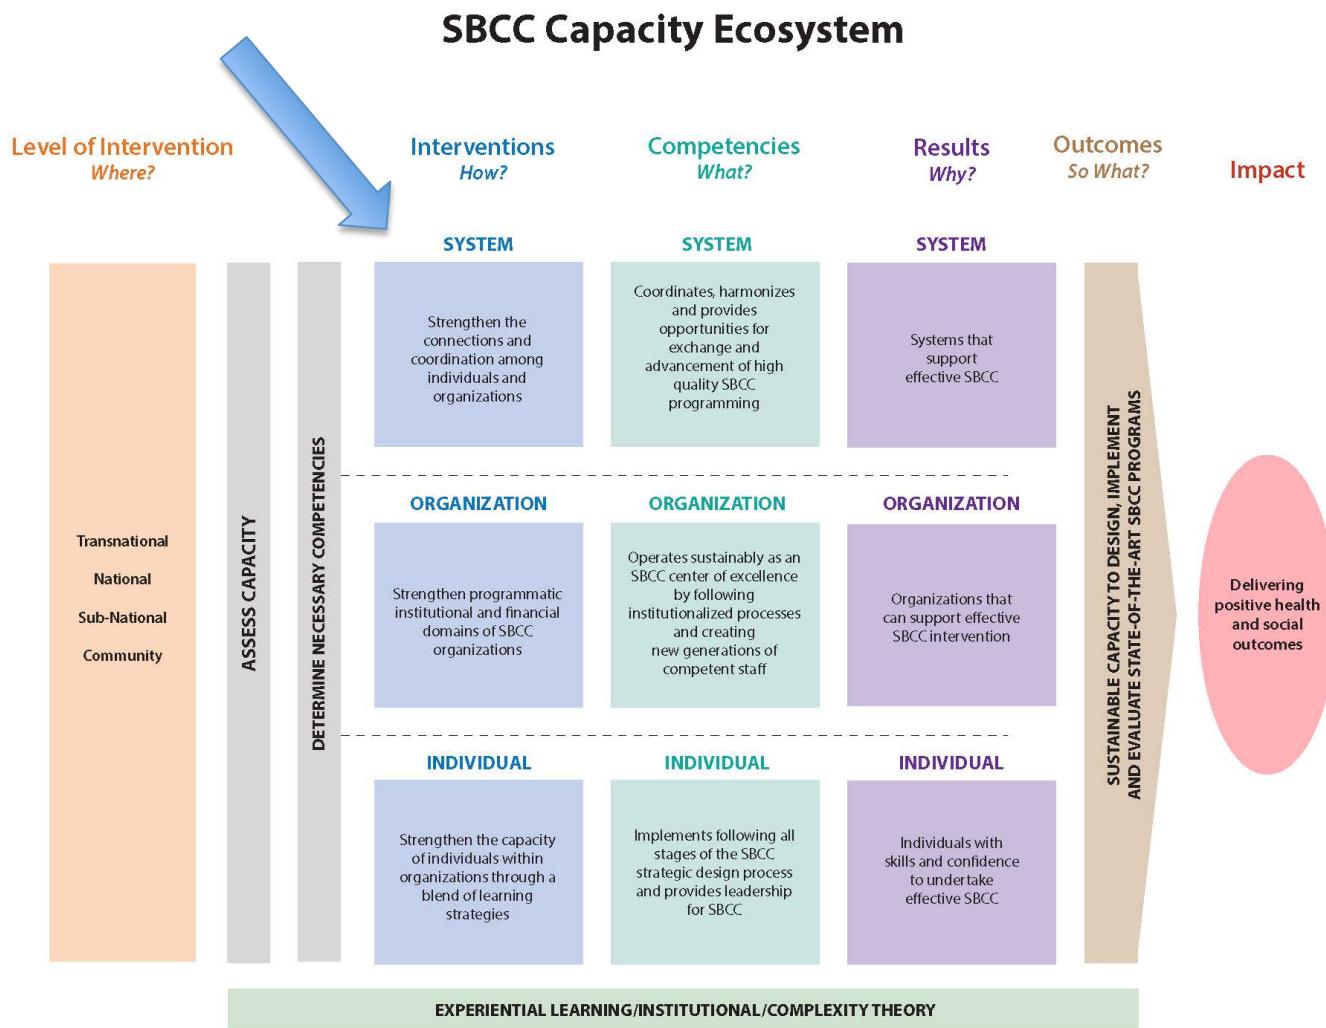 SBCC Capacity Ecosystem
Level of Intervention
Where?
Interventions
How?
Competencies
What?
Results
Why?
Outcomes
So What?
Impact
Transnational
National
Sub-National
Community
ASSESS CAPACITY
DETERMINE NECESSARY COMPETENCIES
SYSTEM
Strengthen the
connections and
coordination among
individuals and
organizations
SYSTEM
Coordinates, harmonizes
and provides
opportunities for
exchange and
advancement of high
quality SBCC
programming
SYSTEM
Systems that
support
effective SBCC
ORGANIZATION
Strengthen programmatic
institutional and financial
domains of SBCC
organizations
ORGANIZATION
Operates sustainably as an
SBCC center of excellence
by following
institutionalized processes
and creating
new generations of
competent staff
ORGANIZATION
Organizations that
can support effective
SBCC intervention
INDIVIDUAL
Strengthen the capacity
of individuals within
organizations through a
blend of learning
strategies
INDIVIDUAL
Implements following all
stages of the SBCC
strategic design process
and provides leadership
for SBCC
INDIVIDUAL
Individuals with
skills and confidence
to undertake
effective SBCC
SUSTAINABLE CAPACITY TO DESIGN, IMPLEMENT
AND EVALUATE STATE-OF-THE-ART SBCC PROGRAMS
Delivering
positive health
and social
outcomes
EXPERIENTIAL LEARNING/INSTITUTIONAL/COMPLEXITY THEORY